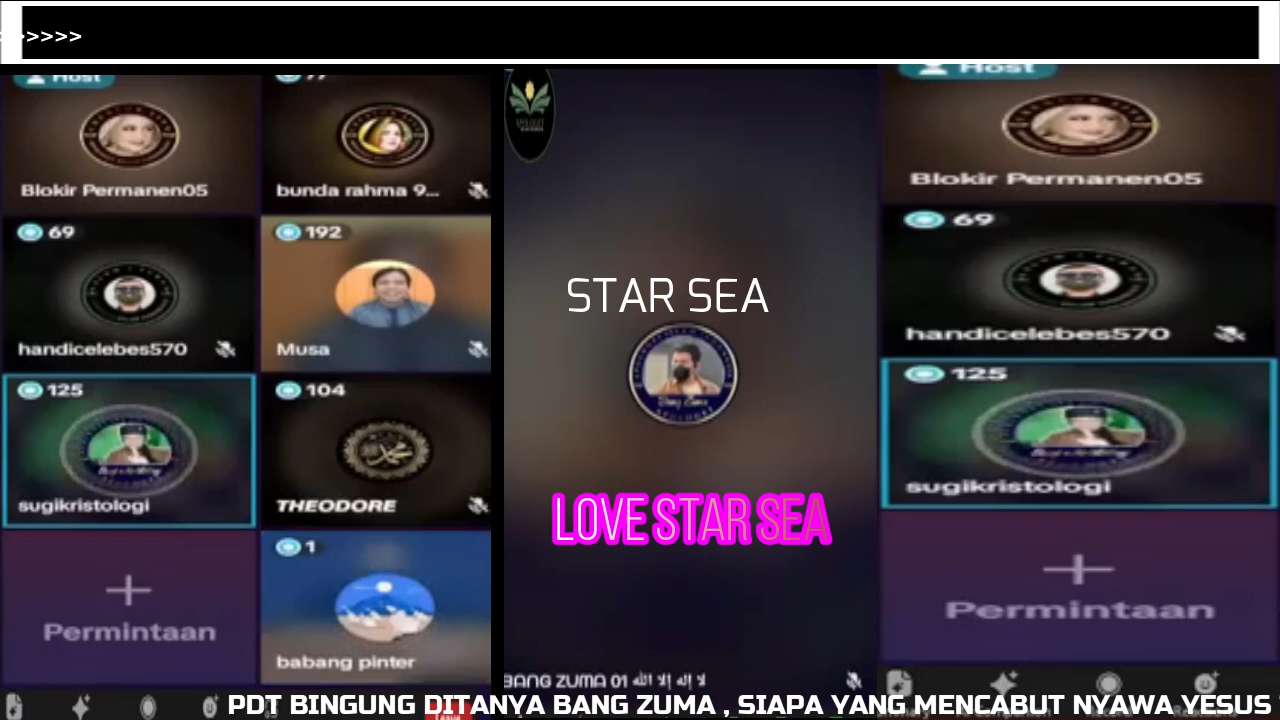 >>>>>
Host
77
Blokir Permanen05
bunda rahma 9...
69
192
handicelebes570
Musa
125
104
sugikristologi
THEODORE
1
Permintaan
babang pinter
STAR SEA
LOVE STAR SEA
BANG ZUMA 01
Host
Blokir Permanen05
69
handicelebes570
125
sugikristologi
Permintaan
PDT BINGUNG DITANYA BANG ZUMA , SIAPA YANG MENCABUT NYAWA YESUS